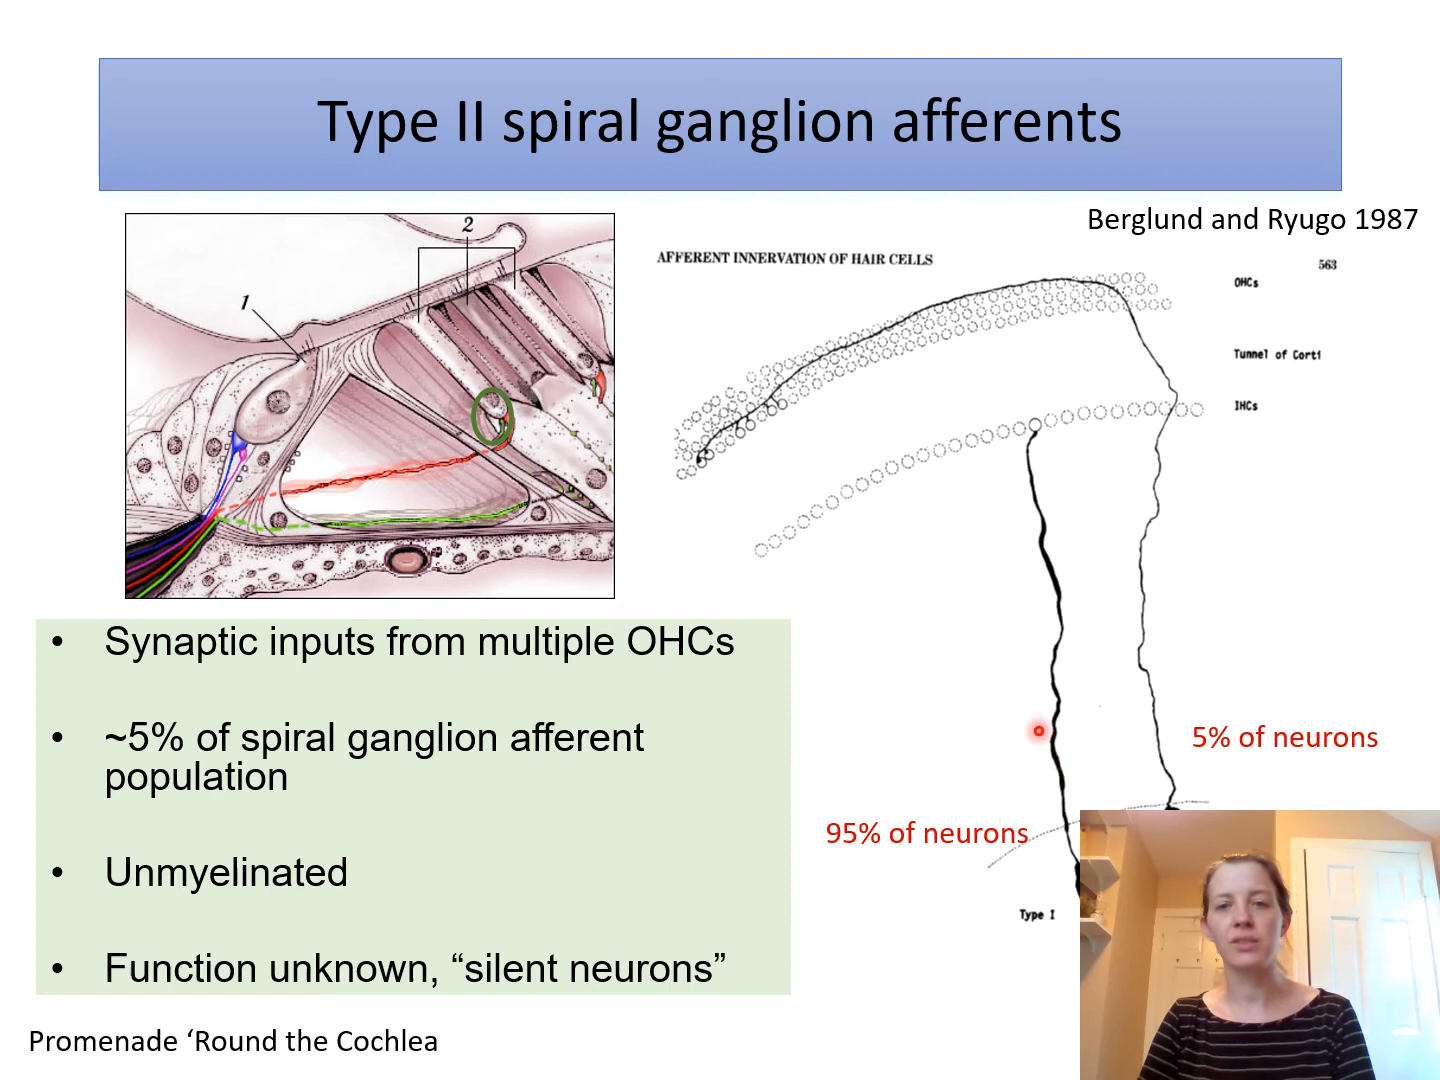 Type II spiral ganglion afferents
Berglund and Ryugo 1987
2
1
AFFERENT INNERVATION OF HAIR CELLS
563
OHCs
Tunnel of Corti
IHCs
• Synaptic inputs from multiple OHCs
• ~5% of spiral ganglion afferent
population
• Unmyelinated
• Function unknown, “silent neurons”
5% of neurons
95% of neurons
Type I
Promenade ‘Round the Cochlea